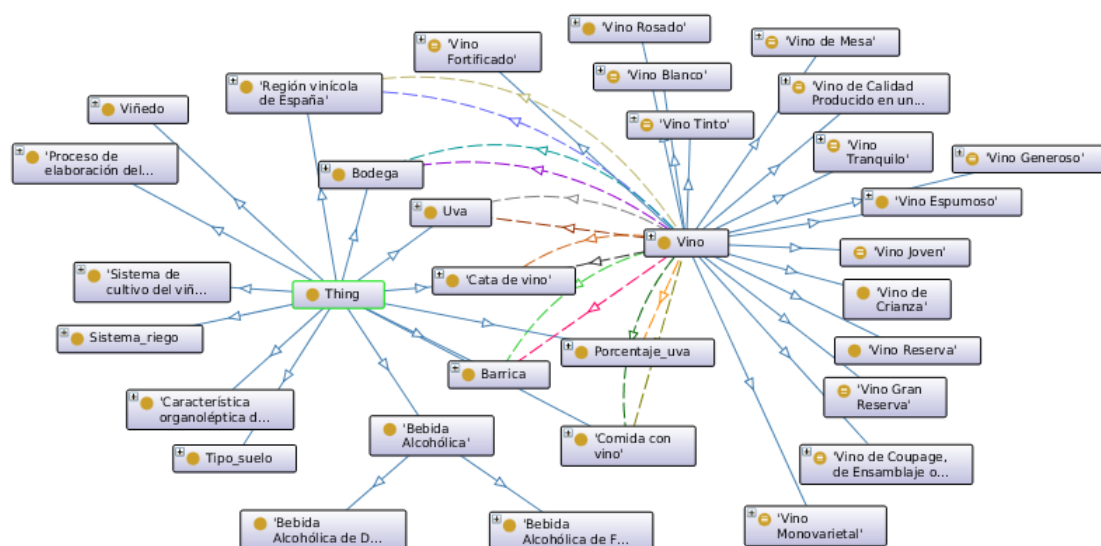 'Vino Rosado'
'Vino
Fortificado'
'Vino de Mesa'
'Vino Blanco'
'Región vinícola
de España'
'Vino de Calidad
Producido en un...
Viñedo
'Vino Tinto'
'Proceso de
elaboración del...
'Vino
Tranquilo'
'Vino Generoso'
Bodega
'Vino Espumoso'
Uva
Vino
'Vino Joven'
'Sistema de
cultivo del viñ...
'Cata de vino'
Thing
'Vino de
Crianza'
Sistema_riego
Porcentaje_uva
'Vino Reserva'
Barrica
'Vino Gran
Reserva'
'Característica
organoléptica d...
'Bebida
Alcohólica'
'Comida con
vino'
Tipo_suelo
'Vino de Coupage,
de Ensamblaje o...
'Bebida
Alcohólica de D...
'Bebida
Alcohólica de F...
'Vino
Monovarietal'